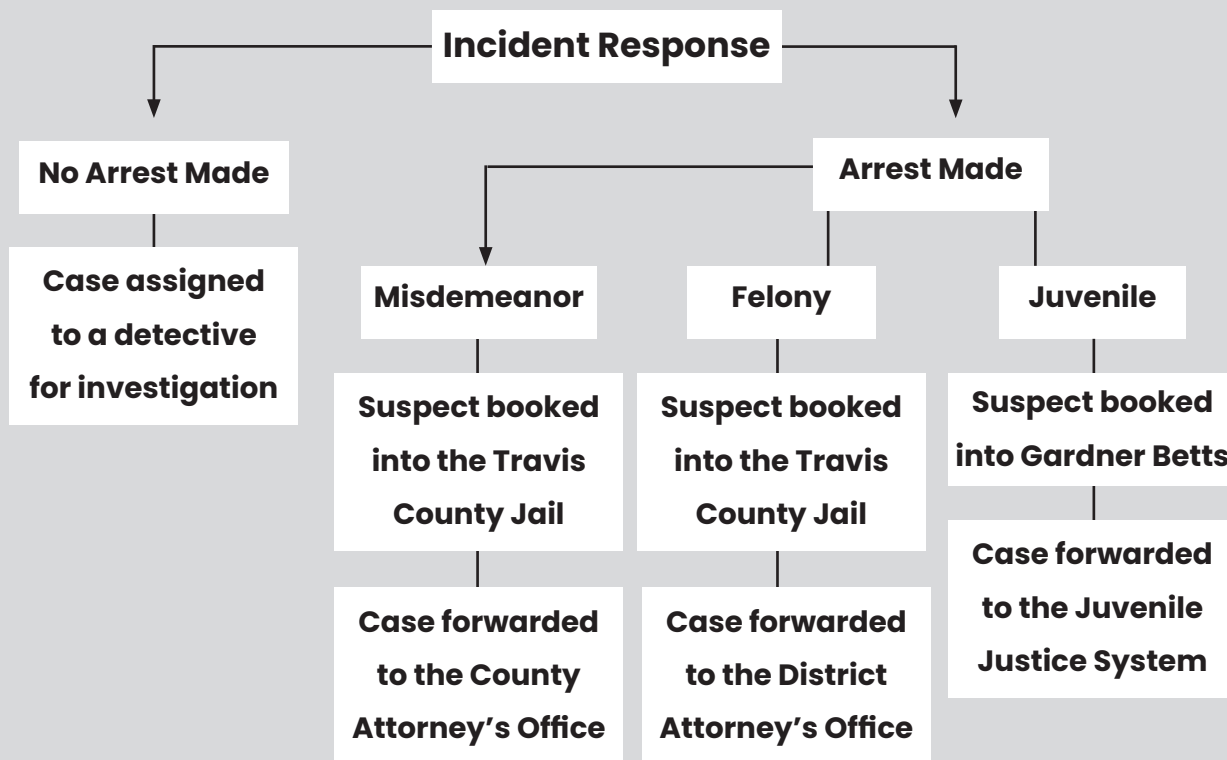 Incident Response
No Arrest Made
Case assigned
to a detective
for investigation
Arrest Made
Misdemeanor
Suspect booked
into the Travis
County Jail
Case forwarded
to the County
Attorney’s Office
Felony
Suspect booked
into the Travis
County Jail
Case forwarded
to the District
Attorney’s Office
Juvenile
Suspect booked
into Gardner Betts
Case forwarded
to the Juvenile
Justice System